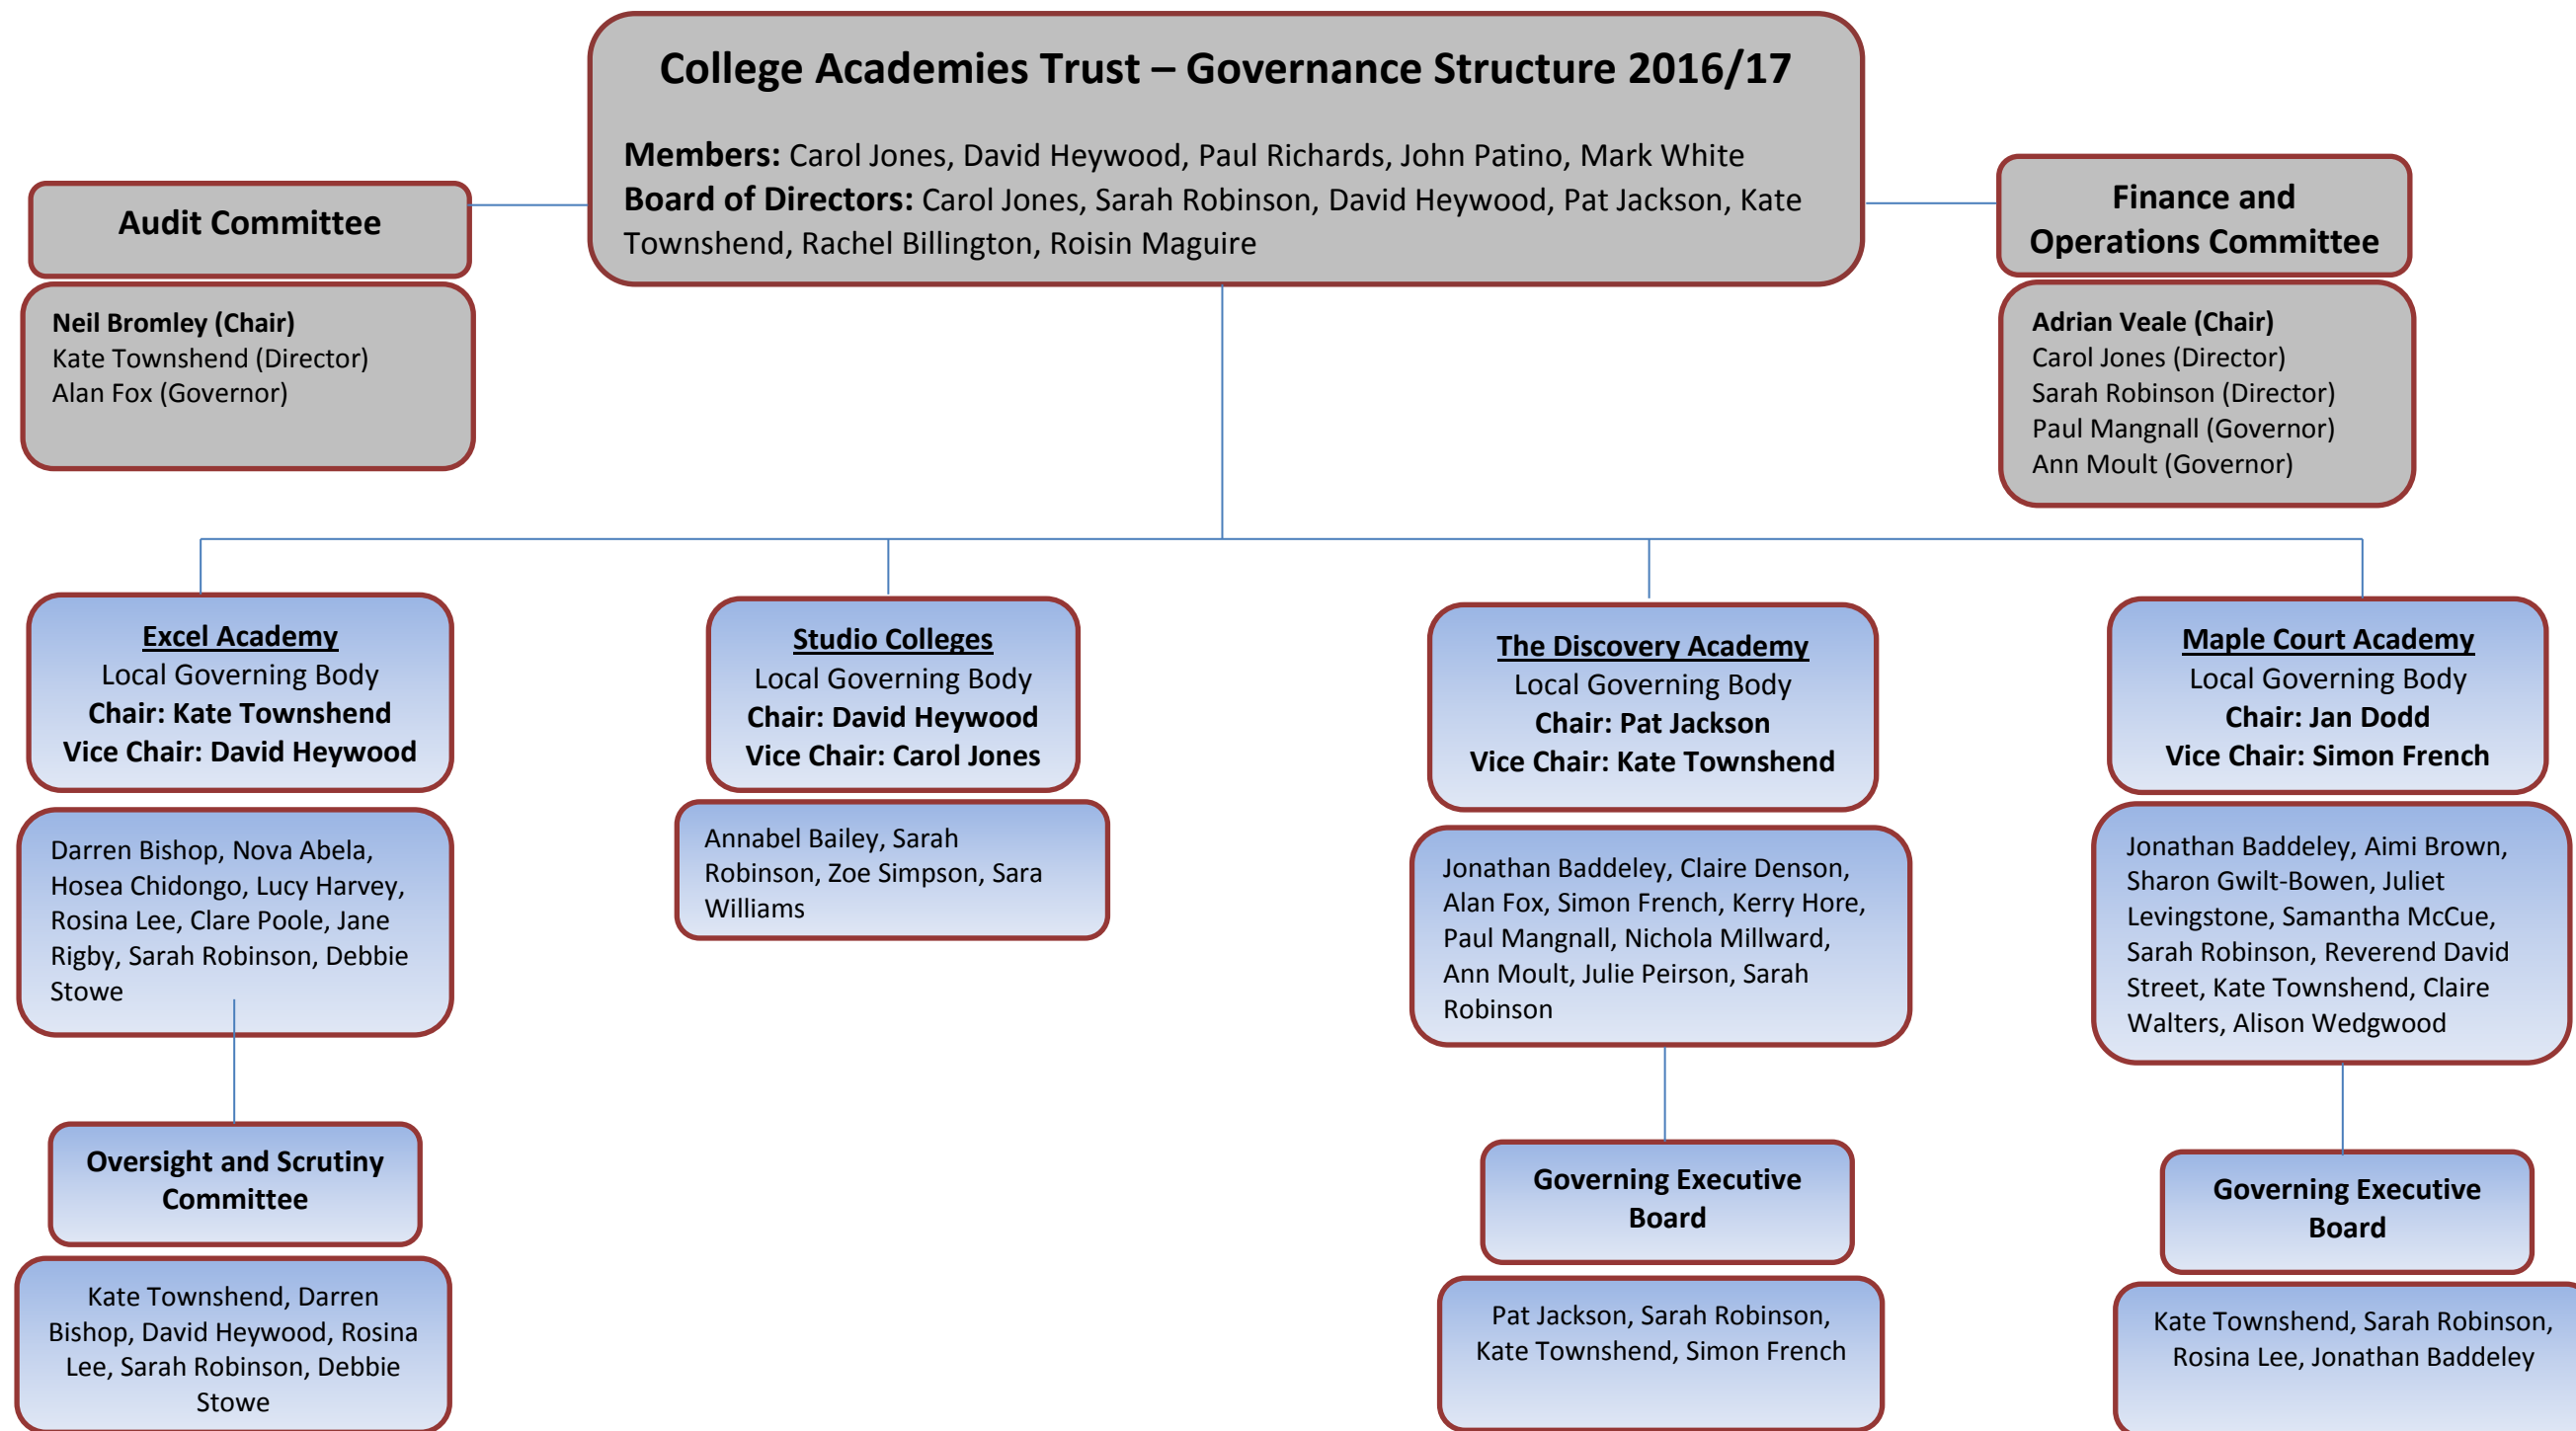 College Academies Trust – Governance Structure 2016/17
Members: Carol Jones, David Heywood, Paul Richards, John Patino, Mark White
Board of Directors: Carol Jones, Sarah Robinson, David Heywood, Pat Jackson, Kate
Townshend, Rachel Billington, Roisin Maguire
Audit Committee
Neil Bromley (Chair)
Kate Townshend (Director)
Alan Fox (Governor)
Finance and
Operations Committee
Adrian Veale (Chair)
Carol Jones (Director)
Sarah Robinson (Director)
Paul Mangnall (Governor)
Ann Moult (Governor)
Excel Academy
Local Governing Body
Chair: Kate Townshend
Vice Chair: David Heywood
Darren Bishop, Nova Abela,
Hosea Chidongo, Lucy Harvey,
Rosina Lee, Clare Poole, Jane
Rigby, Sarah Robinson, Debbie
Stowe
Oversight and Scrutiny
Committee
Kate Townshend, Darren
Bishop, David Heywood, Rosina
Lee, Sarah Robinson, Debbie
Stowe
Studio Colleges
Local Governing Body
Chair: David Heywood
Vice Chair: Carol Jones
Annabel Bailey, Sarah
Robinson, Zoe Simpson, Sara
Williams
The Discovery Academy
Local Governing Body
Chair: Pat Jackson
Vice Chair: Kate Townshend
Jonathan Baddeley, Claire Denson,
Alan Fox, Simon French, Kerry Hore,
Paul Mangnall, Nichola Millward,
Ann Moult, Julie Peirson, Sarah
Robinson
Governing Executive
Board
Pat Jackson, Sarah Robinson,
Kate Townshend, Simon French
Maple Court Academy
Local Governing Body
Chair: Jan Dodd
Vice Chair: Simon French
Jonathan Baddeley, Aimi Brown,
Sharon Gwilt-Bowen, Juliet
Levingstone, Samantha McCue,
Sarah Robinson, Reverend David
Street, Kate Townshend, Claire
Walters, Alison Wedgwood
Governing Executive
Board
Kate Townshend, Sarah Robinson,
Rosina Lee, Jonathan Baddeley